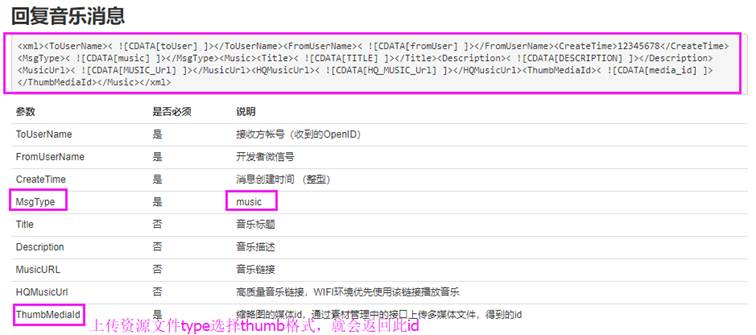 回复音乐消息
<xml><ToUserName>< ![CDATA[toUser] ]></ToUserName><FromUserName>< ![CDATA[fromUser] ]></FromUserName><CreateTime>12345678</CreateTime>
<MsgType>< ![CDATA[music] ]></MsgType><Music><Title>< ![CDATA[TITLE] ]></Title><Description>< ![CDATA[DESCRIPTION] ]></Description>
<MusicUrl>< ![CDATA[MUSIC_Url] ]></MusicUrl><HQMusicUrl>< ![CDATA[HQ_MUSIC_Url] ]></HQMusicUrl><ThumbMediaId>< ![CDATA[media_id] ]>
</ThumbMediaId></Music></xml>
参数 是否必须 说明
ToUserName 是 接收方帐号（收到的OpenID）
FromUserName 是 开发者微信号
CreateTime 是 消息创建时间 （整型）
MsgType 是 music
Title 否 音乐标题
Description 否 音乐描述
MusicURL 否 音乐链接
HQMusicUrl 否 高质量音乐链接，WIFI环境优先使用该链接播放音乐
ThumbMediaId 是 缩略图的媒体id，通过素材管理中的接口上传多媒体文件，得到的id
上传资源文件type选择thumb格式，就会返回此id